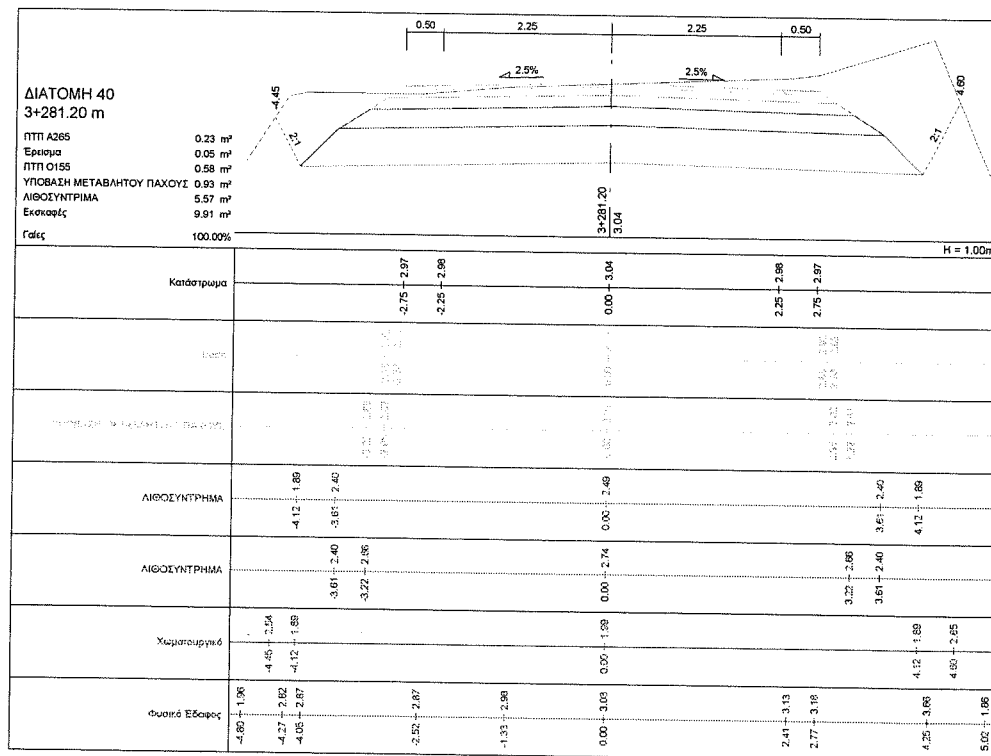 0.50 2.25 2.25 0.50
2.5% 2.5%
-4.45 4.60
2:1 2:1
ΔΙΑΤΟΜΗ 40
3+281.20 m
ΠΤΠ Α265 0.23 m²
Έρεισμα 0.05 m²
ΠΤΠ Ο155 0.58 m²
ΥΠΟΒΑΣΗ ΜΕΤΑΒΛΗΤΟΥ ΠΑΧΟΥΣ 0.93 m²
ΛΙΘΟΣΥΝΤΡΙΜΑ 5.57 m²
Εκσκαφές 9.91 m²
Γαίες 100.00%
3+281.20
3.04
H = 1.00m
Κατάστρωμα
2.97 2.98 3.04 2.98 2.97
-2.75 -2.25 0.00 2.25 2.75
ΛΙΘΟΣΥΝΤΡΗΜΑ
1.89 2.40 2.49 2.40 1.89
-4.12 -3.61 0.00 3.61 4.12
ΛΙΘΟΣΥΝΤΡΗΜΑ
2.40 2.66 2.74 2.66 2.40
-3.61 -3.22 0.00 3.22 3.61
Χωματουργικό
2.54 1.89 1.99 1.89 2.65
-4.45 -4.12 0.00 4.12 4.60
Φυσικό Έδαφος
1.96 2.82 2.87 2.87 2.99 3.03 3.13 3.18 3.66 1.86
-4.80 -4.27 -4.05 -2.52 -1.33 0.00 2.41 2.77 4.25 5.02